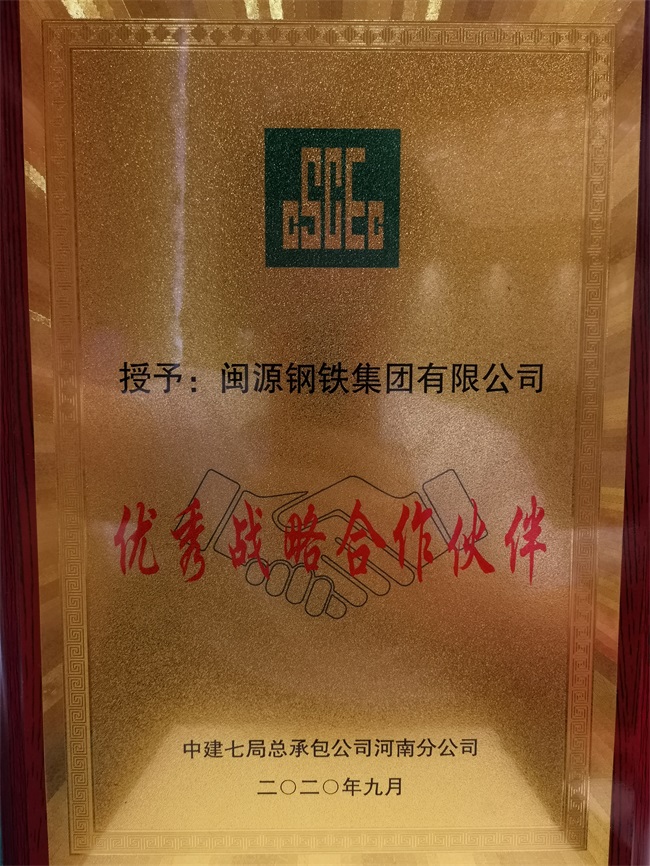 CSCEC
授予：闽源钢铁集团有限公司
优秀战略合作伙伴
中建七局总承包公司河南分公司
二〇二〇年九月